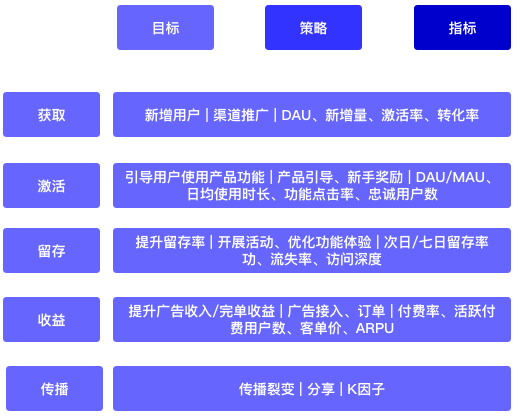 目标
策略
指标
获取
新增用户 | 渠道推广 | DAU、新增量、激活率、转化率
激活
引导用户使用产品功能 | 产品引导、新手奖励 | DAU/MAU、
日均使用时长、功能点击率、忠诚用户数
留存
提升留存率 | 开展活动、优化功能体验 | 次日/七日留存率
功、流失率、访问深度
收益
提升广告收入/完单收益 | 广告接入、订单 | 付费率、活跃付
费用户数、客单价、ARPU
传播
传播裂变 | 分享 | K因子